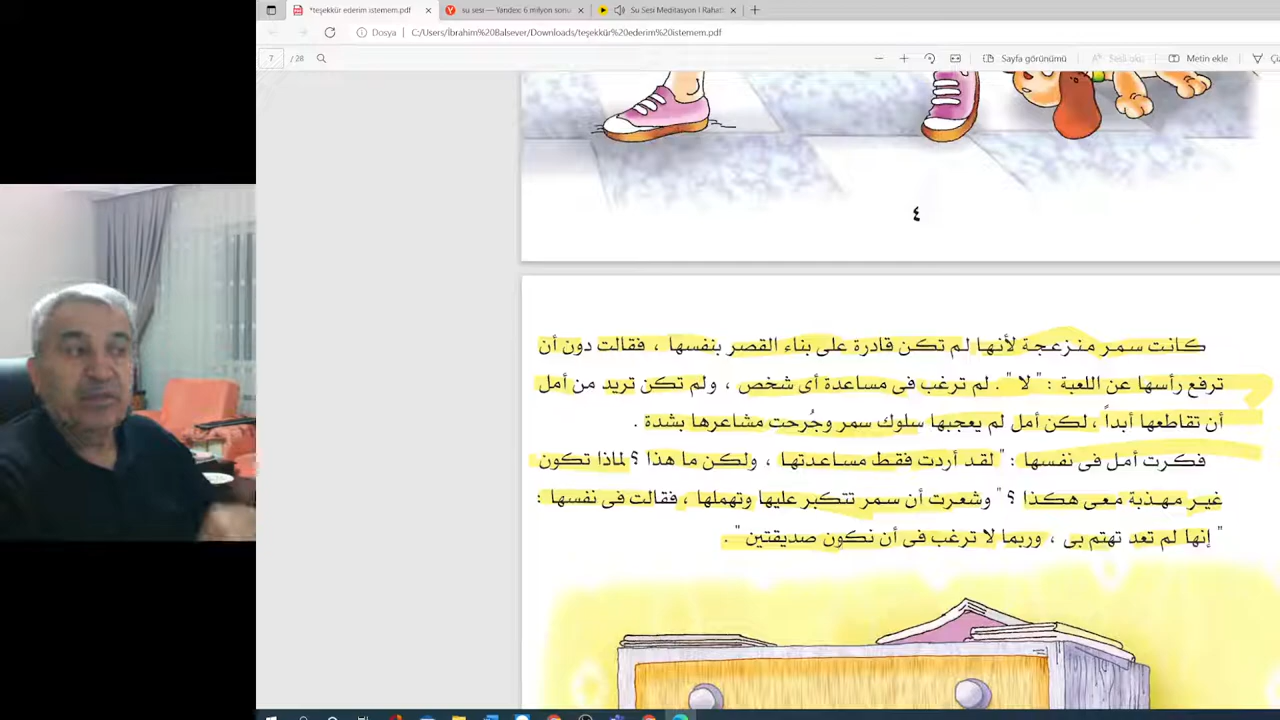 *teşekkür ederim istemem.pdf
su sesi — Yandex: 6 milyon sonu
Su Sesi Meditasyon I Rahat
Dosya
C:/Users/İbrahim%20Balsever/Downloads/teşekkür%20ederim%20istemem.pdf
7 / 28
Sayfa görünümü
Sesli oku
Metin ekle
٤
كانت سمر منزعجة لأنها لم تكن قادرة على بناء القصر بنفسها ، فقالت دون أن
ترفع رأسها عن اللعبة : " لا " . لم ترغب فى مساعدة أى شخص ، ولم تكن تريد من أمل
أن تقاطعها أبداً ، لكن أمل لم يعجبها سلوك سمر وجُرحت مشاعرها بشدة .
فكرت أمل فى نفسها : " لقد أردت فقط مساعدتها ، ولكن ما هذا ؟ لماذا تكون
غير مهذبة معى هكذا ؟ " وشعرت أن سمر تتكبر عليها وتهملها ، فقالت فى نفسها :
" إنها لم تعد تهتم بى ، وربما لا ترغب فى أن نكون صديقتين " .